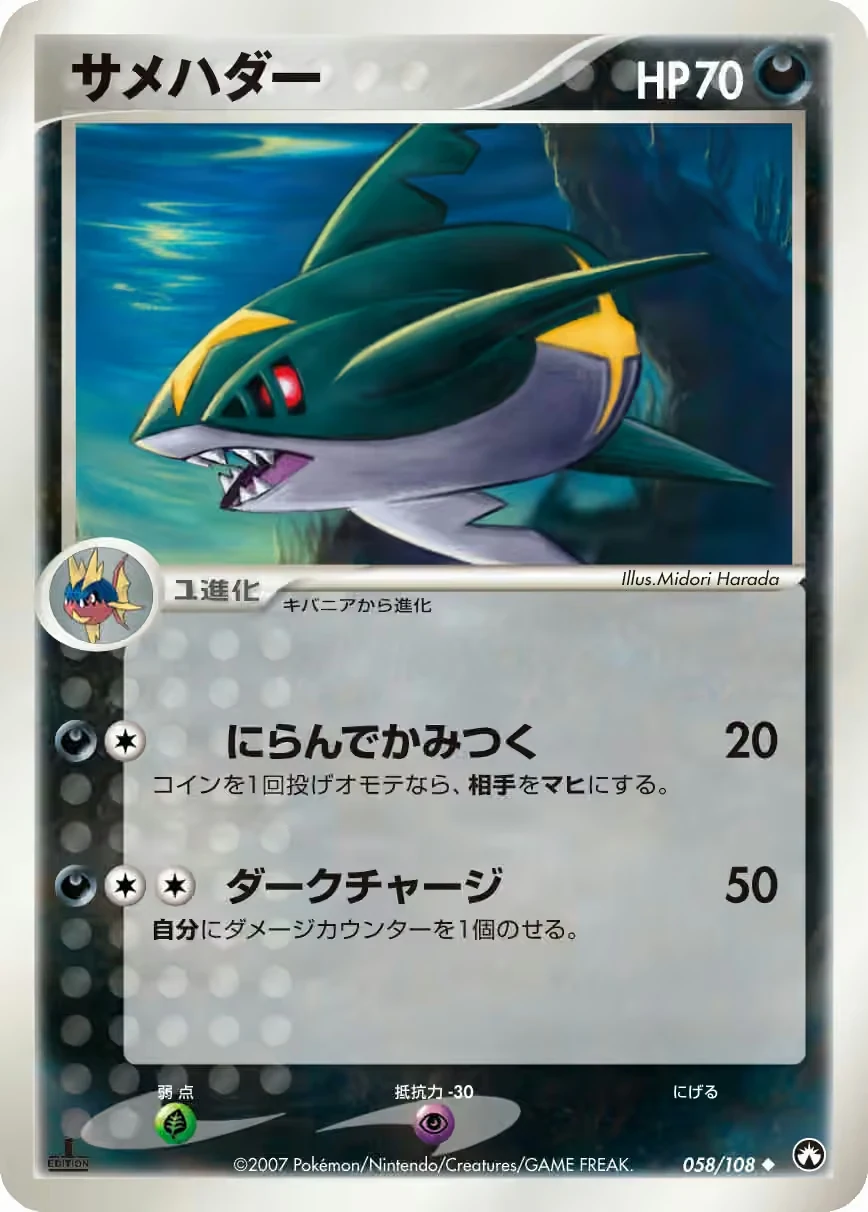 サメハダー
HP70
Illus.Midori Harada
1進化
キバニアから進化
にらんでかみつく 20
コインを1回投げオモテなら、相手をマヒにする。
ダークチャージ 50
自分にダメージカウンターを1個のせる。
弱点 抵抗力 -30 にげる
1
EDITION
©2007 Pokémon/Nintendo/Creatures/GAME FREAK. 058/108